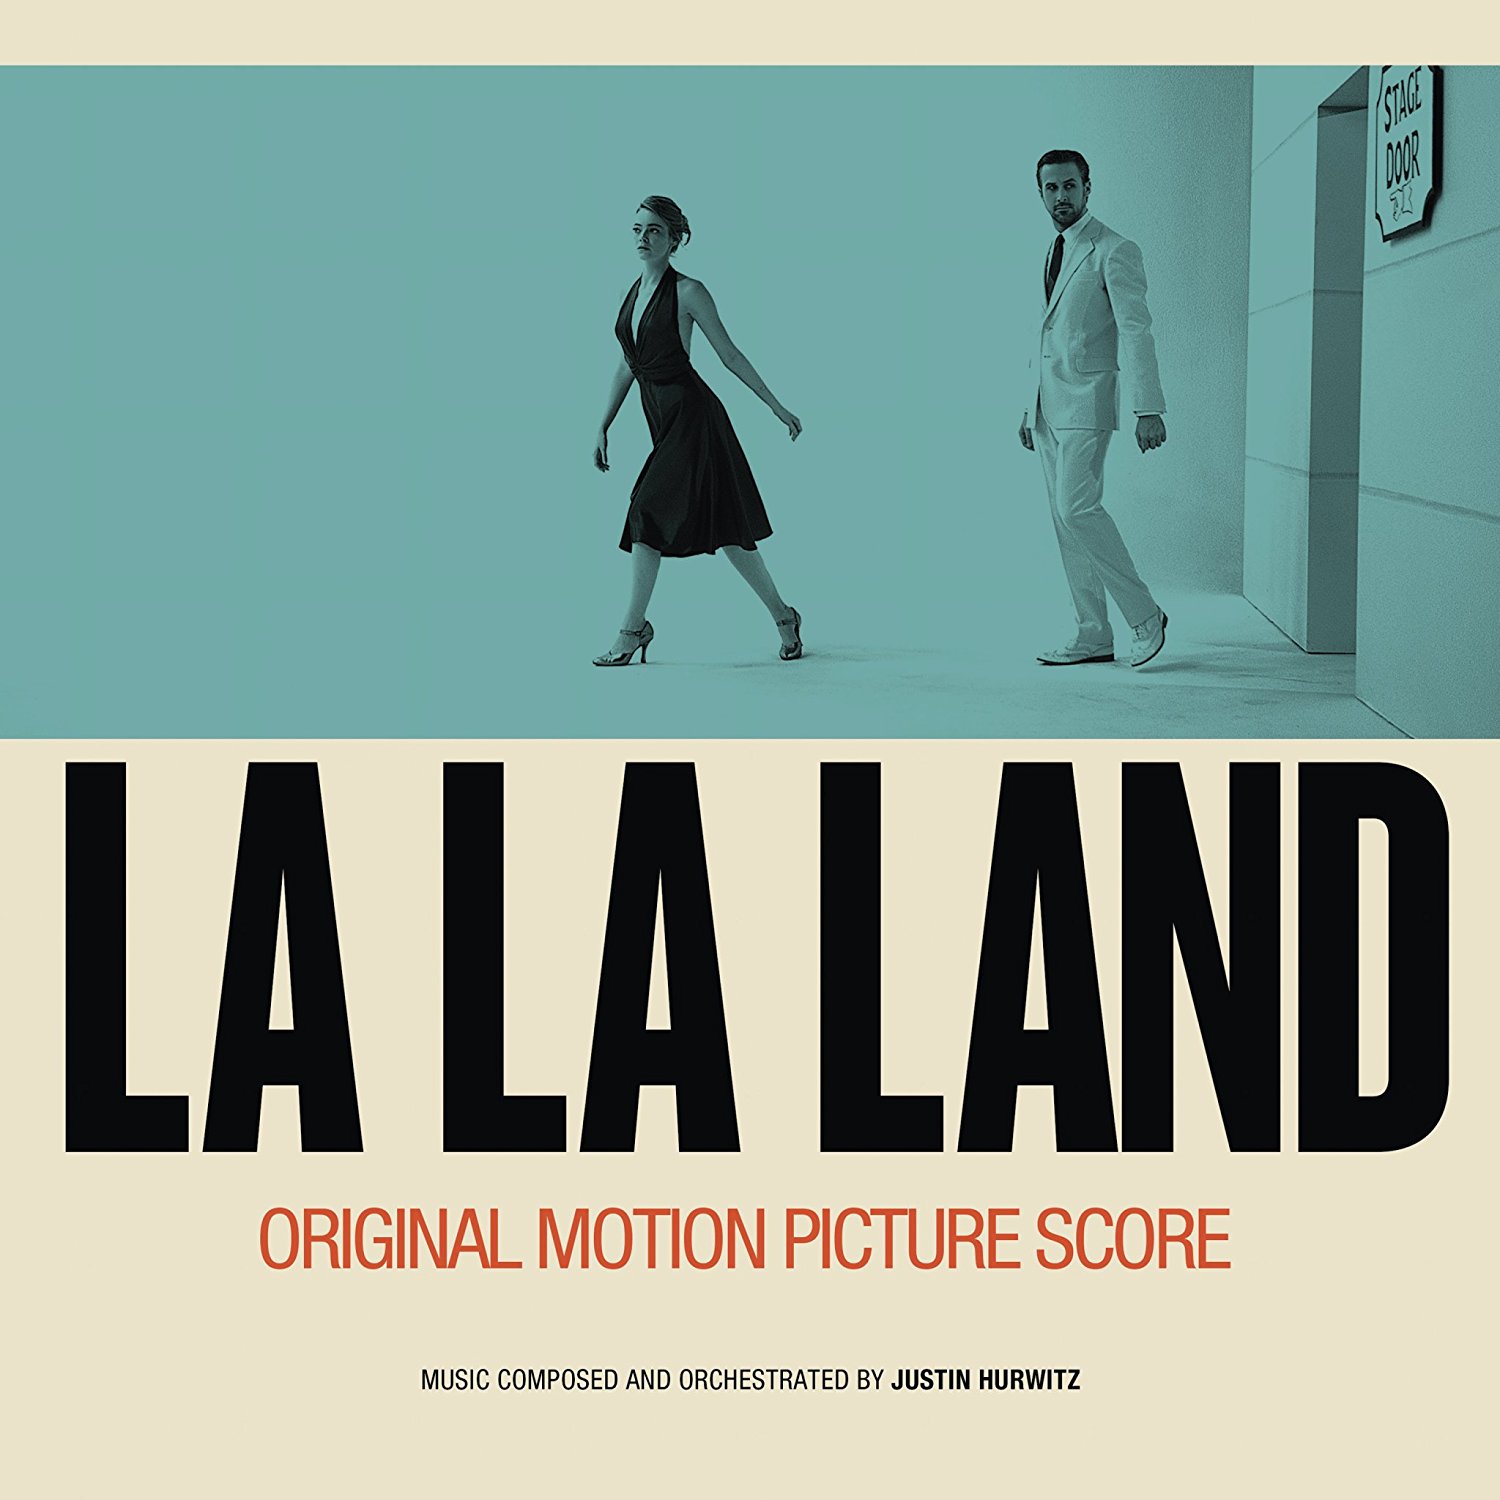 STAGE
DOOR
LA LA LAND
ORIGINAL MOTION PICTURE SCORE
MUSIC COMPOSED AND ORCHESTRATED BY JUSTIN HURWITZ